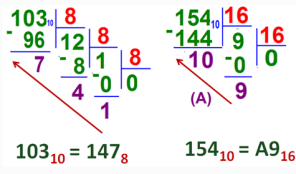 103₁₀ 8
- 96 12 8
7 - 8 1 8
4 - 0 0
1
103₁₀ = 147₈
154₁₀ 16
- 144 9 16
10 - 0 0
(A) 9
154₁₀ = A9₁₆